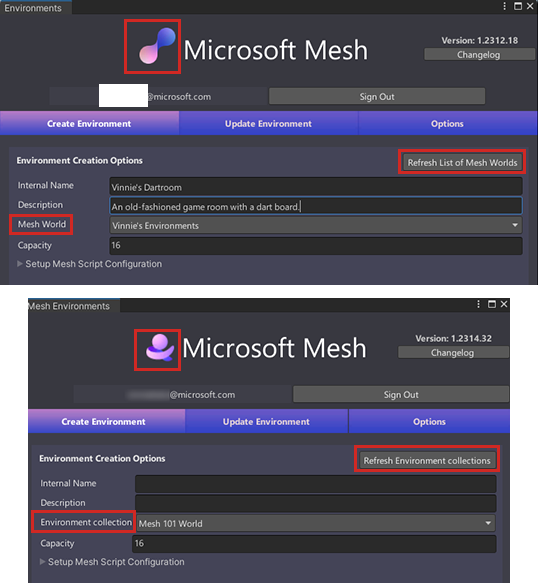 Environments
Microsoft Mesh
Version: 1.2312.18
Changelog
@microsoft.com
Sign Out
Create Environment
Update Environment
Options
Environment Creation Options
Refresh List of Mesh Worlds
Internal Name
Vinnie's Dartroom
Description
An old-fashioned game room with a dart board.
Mesh World
Vinnie's Environments
Capacity
16
Setup Mesh Script Configuration
Mesh Environments
Microsoft Mesh
Version: 1.2314.32
Changelog
@microsoft.com
Sign Out
Create Environment
Update Environment
Options
Environment Creation Options
Refresh Environment collections
Internal Name
Description
Environment collection
Mesh 101 World
Capacity
16
Setup Mesh Script Configuration